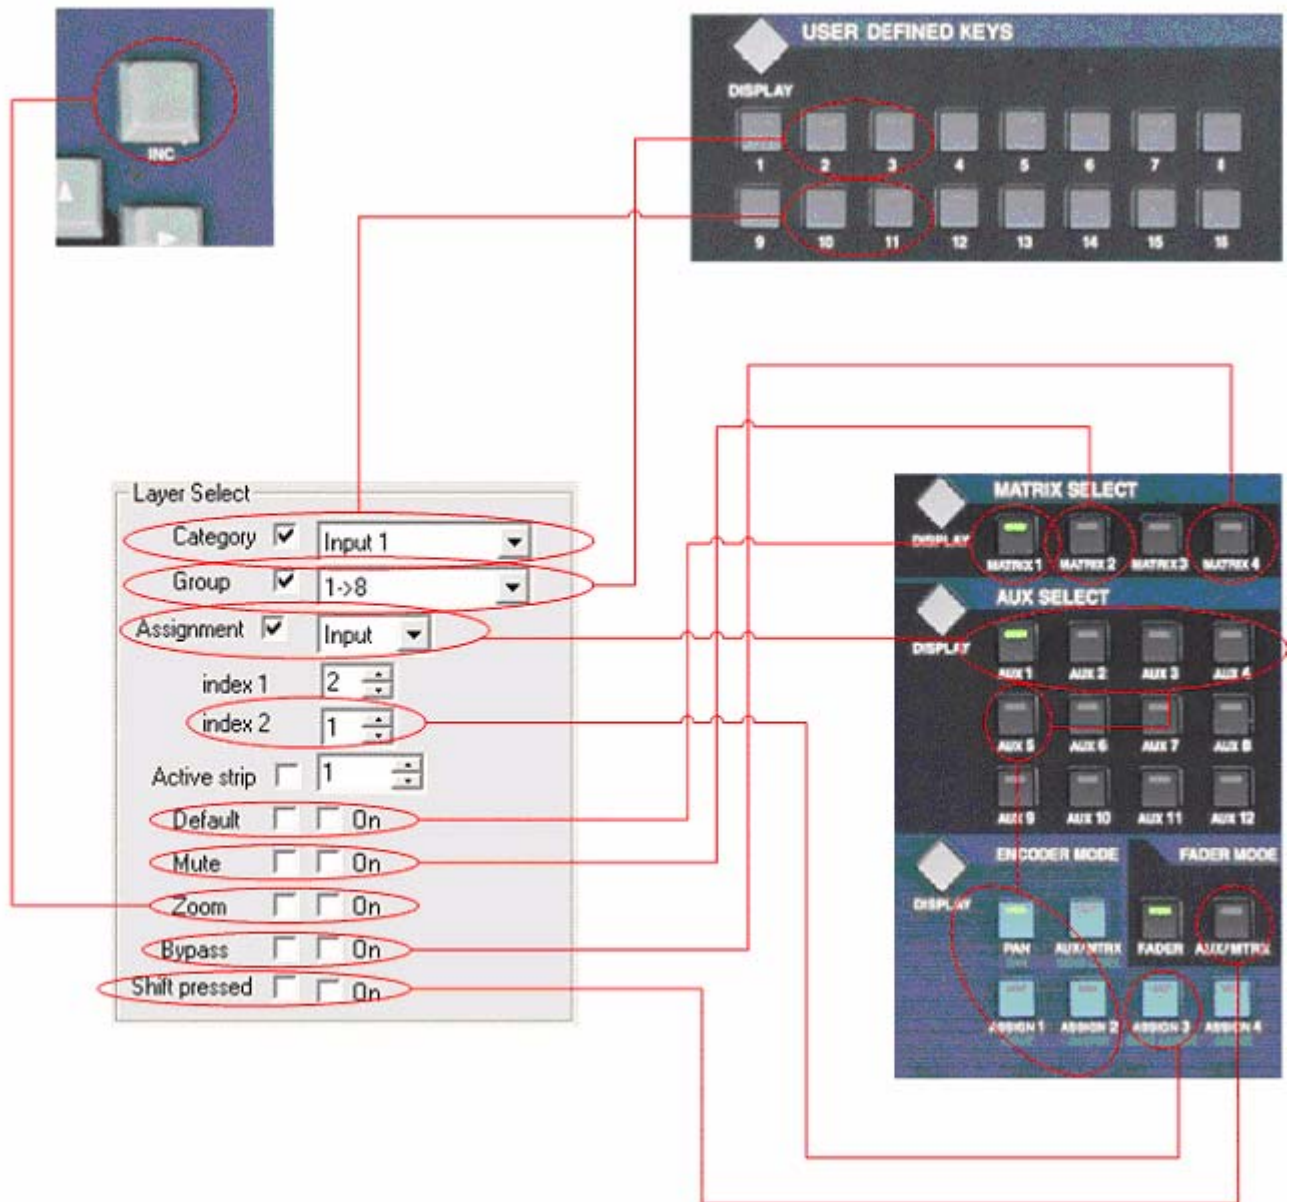 INC
USER DEFINED KEYS
DISPLAY
1 2 3 4 5 6 7 8
9 10 11 12 13 14 15 16
Layer Select
Category Input 1
Group 1->8
Assignment Input
index 1 2
index 2 1
Active strip 1
Default On
Mute On
Zoom On
Bypass On
Shift pressed On
MATRIX SELECT
DISPLAY
MATRIX 1 MATRIX 2 MATRIX 3 MATRIX 4
AUX SELECT
DISPLAY
AUX 1 AUX 2 AUX 3 AUX 4
AUX 5 AUX 6 AUX 7 AUX 8
AUX 9 AUX 10 AUX 11 AUX 12
ENCODER MODE FADER MODE
DISPLAY
PAN AUX/MTRX FADER AUX/MTRX
ASSIGN 1 ASSIGN 2 ASSIGN 3 ASSIGN 4